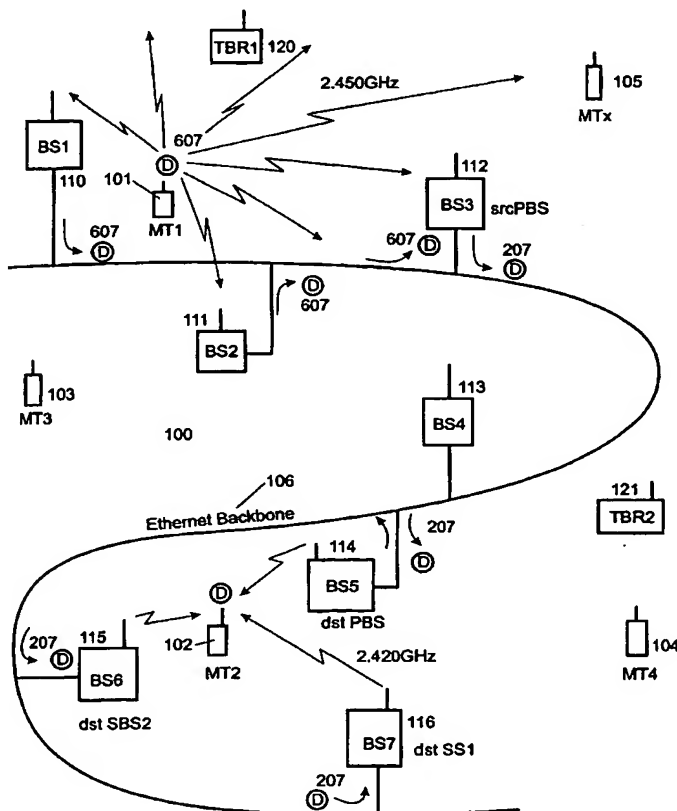 TBR1
120
2.450GHz
105
MTx
BS1
110
607
D
101
MT1
112
BS3
srcPBS
607
D
607
D
207
D
D
607
111
BS2
103
MT3
100
113
BS4
106
Ethernet Backbone
121
TBR2
207
D
114
BS5
dst PBS
D
102
MT2
2.420GHz
104
MT4
207
D
115
BS6
dst SBS2
116
BS7
dst SS1
207
D